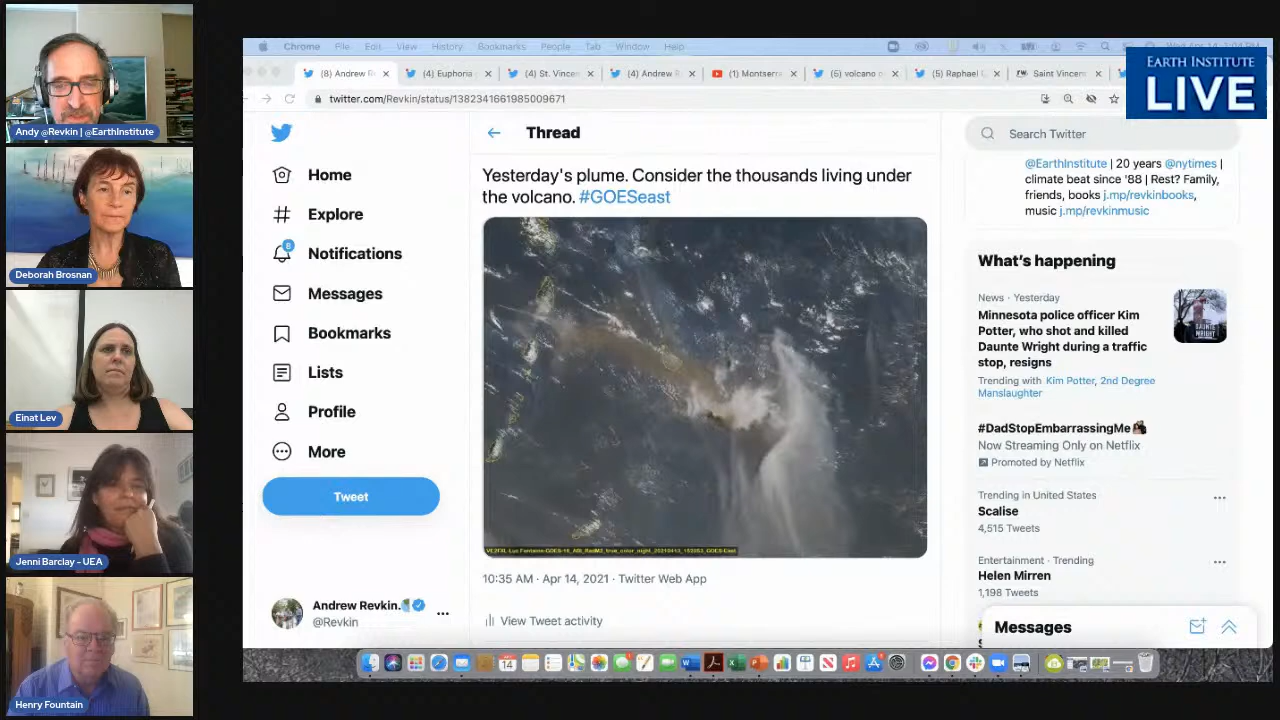 Andy @Revkin | @EarthInstitute
Deborah Brosnan
Einat Lev
Jenni Barclay - UEA
Henry Fountain
Chrome File Edit View History Bookmarks People Tab Window Help
(8) Andrew R
(4) Euphoria
(4) St. Vincen
(4) Andrew R
(1) Montserr
(6) volcano o
(5) Raphael G
Saint Vincen
EARTH INSTITUTE
LIVE
twitter.com/Revkin/status/1382341661985009671
Home
Explore
8
Notifications
Messages
Bookmarks
Lists
Profile
More
Tweet
Andrew Revkin.
@Revkin
Thread
Yesterday's plume. Consider the thousands living under
the volcano. #GOESeast
10:35 AM · Apr 14, 2021 · Twitter Web App
View Tweet activity
Search Twitter
@EarthInstitute | 20 years @nytimes |
climate beat since '88 | Rest? Family,
friends, books j.mp/revkinbooks,
music j.mp/revkinmusic
What's happening
News · Yesterday
Minnesota police officer Kim
Potter, who shot and killed
Daunte Wright during a traffic
stop, resigns
Trending with Kim Potter, 2nd Degree
Manslaughter
DAUNTE
WRIGHT
#DadStopEmbarrassingMe
Now Streaming Only on Netflix
Promoted by Netflix
Trending in United States
Scalise
4,515 Tweets
Entertainment · Trending
Helen Mirren
1,198 Tweets
Messages
14